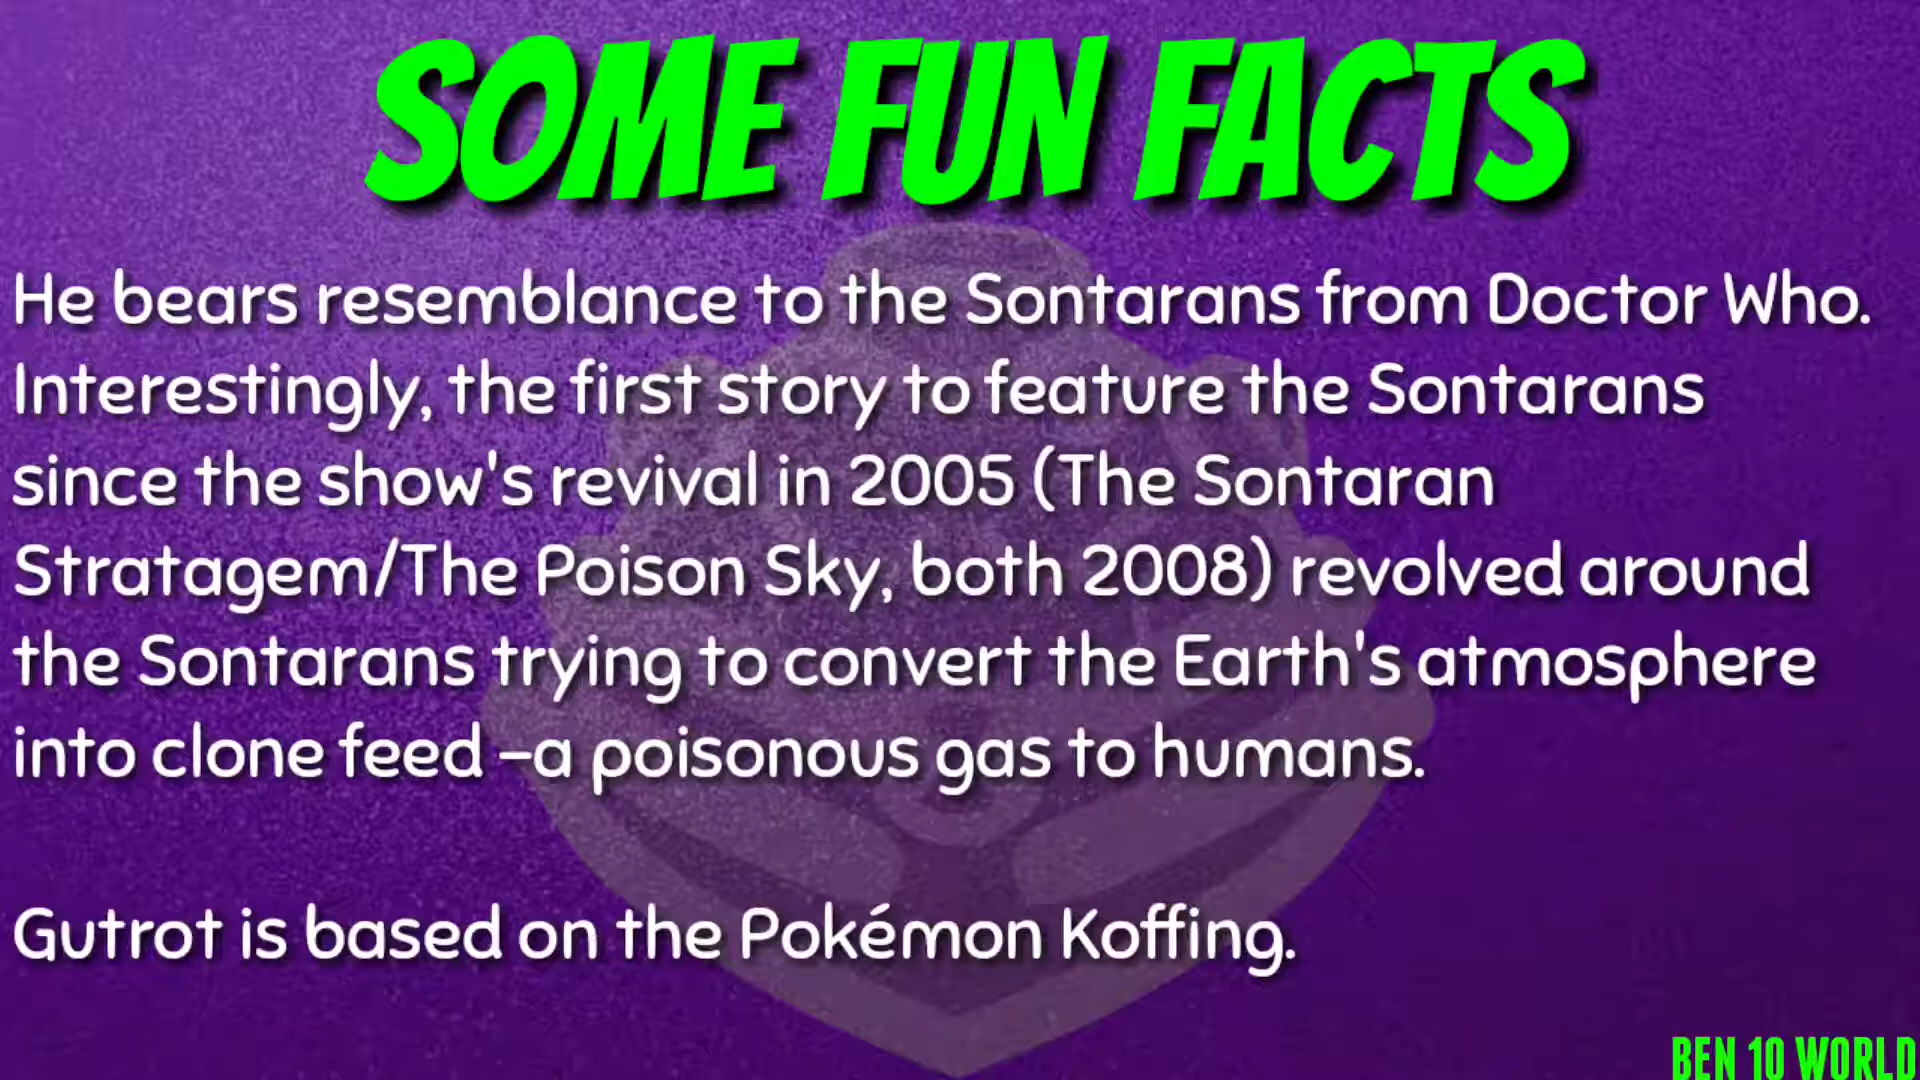 SOME FUN FACTS
He bears resemblance to the Sontarans from Doctor Who.
Interestingly, the first story to feature the Sontarans
since the show's revival in 2005 (The Sontaran
Stratagem/The Poison Sky, both 2008) revolved around
the Sontarans trying to convert the Earth's atmosphere
into clone feed –a poisonous gas to humans.
Gutrot is based on the Pokémon Koffing.
BEN 10 WORLD